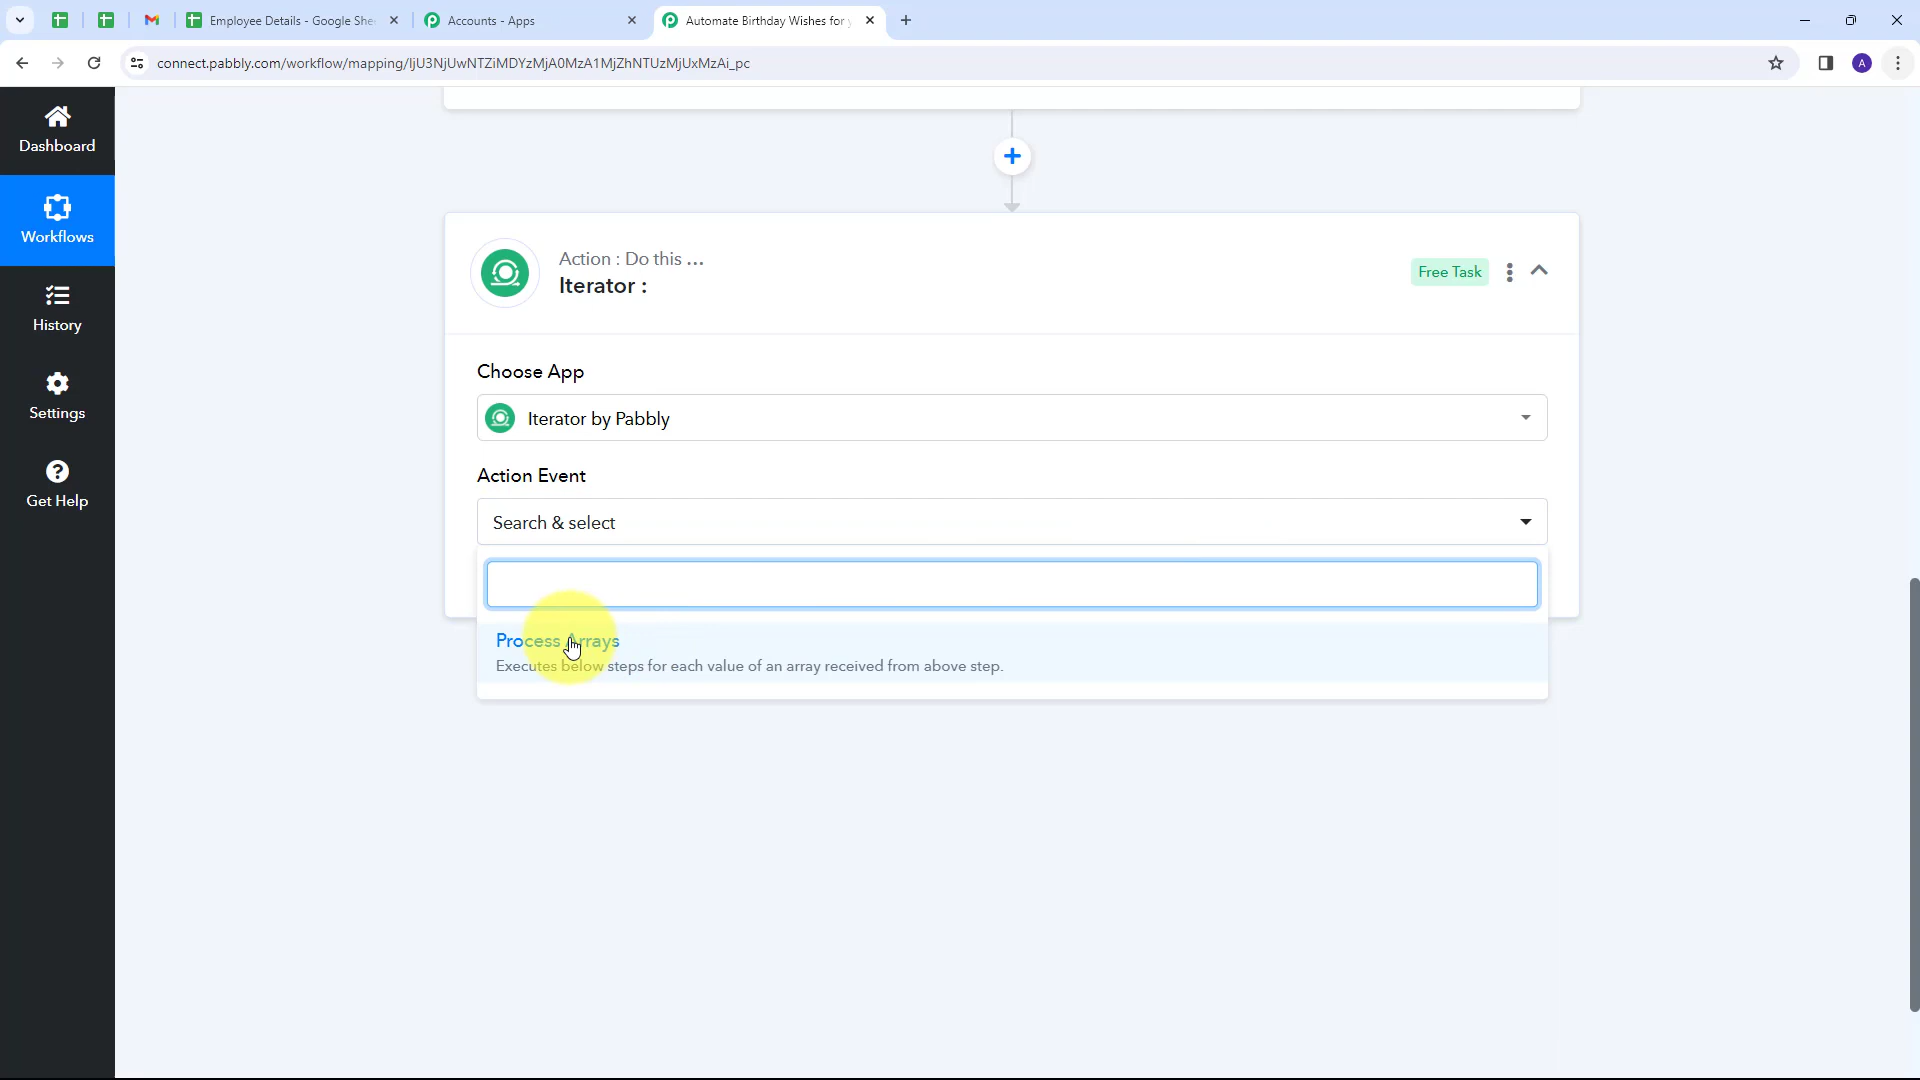 Employee Details - Google She
Accounts - Apps
Automate Birthday Wishes for y
connect.pabbly.com/workflow/mapping/IjU3NjUwNTZiMDYzMjA0MzA1MjZhNTUzMjUxMzAi_pc
A
Dashboard
Workflows
History
Settings
Get Help
Action : Do this ...
Iterator :
Free Task
Choose App
Iterator by Pabbly
Action Event
Search & select
Process Arrays
Executes below steps for each value of an array received from above step.